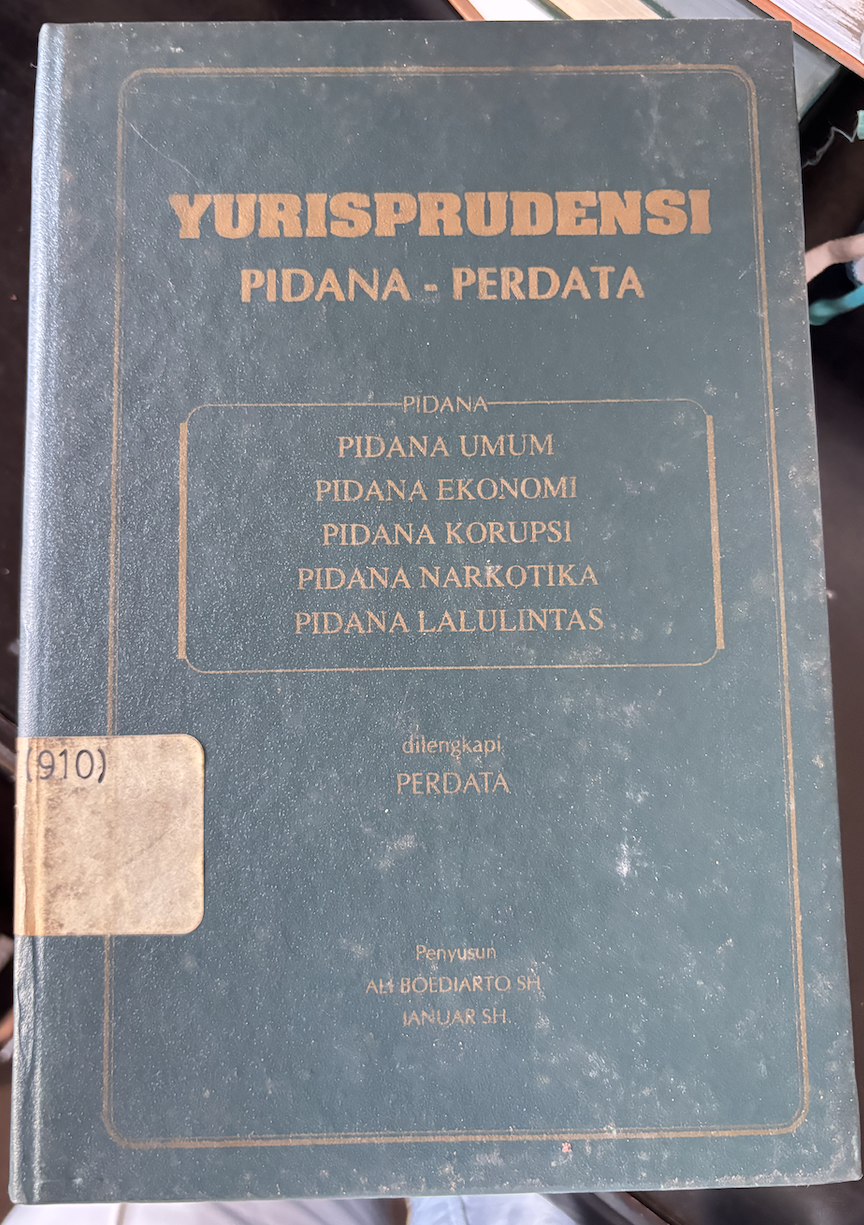 YURISPRUDENSI
PIDANA - PERDATA
PIDANA
PIDANA UMUM
PIDANA EKONOMI
PIDANA KORUPSI
PIDANA NARKOTIKA
PIDANA LALULINTAS
(910)
dilengkapi
PERDATA
Penyusun
ALI BOEDIARTO SH
JANUAR SH.